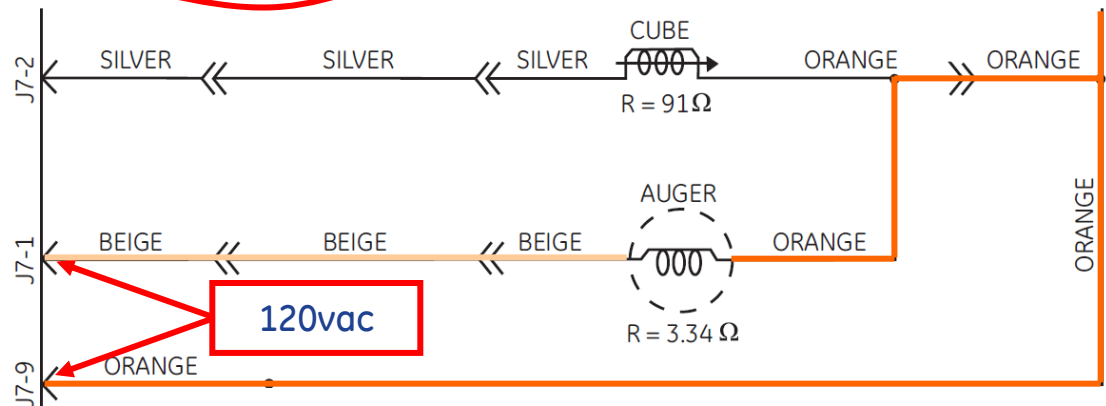 CUBE
J7-2 SILVER SILVER SILVER ORANGE ORANGE
R = 91Ω
AUGER
J7-1 BEIGE BEIGE BEIGE ORANGE
ORANGE
120vac
R = 3.34 Ω
J7-9 ORANGE